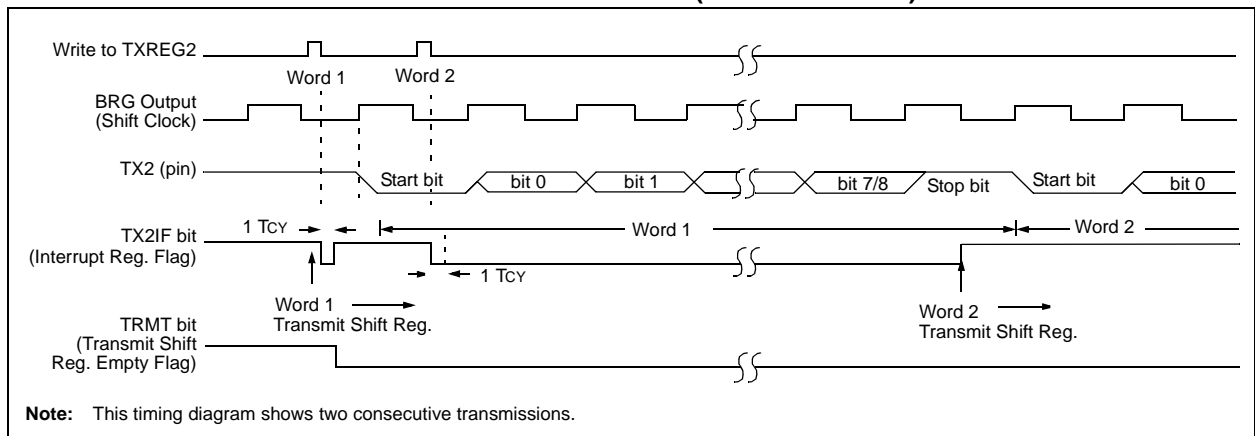 Write to TXREG2
Word 1
Word 2
BRG Output
(Shift Clock)
TX2 (pin)
Start bit
bit 0
bit 1
bit 7/8
Stop bit
Start bit
bit 0
1 TCY
Word 1
Word 2
TX2IF bit
(Interrupt Reg. Flag)
1 TCY
Word 1
Transmit Shift Reg.
Word 2
Transmit Shift Reg.
TRMT bit
(Transmit Shift
Reg. Empty Flag)
Note: This timing diagram shows two consecutive transmissions.